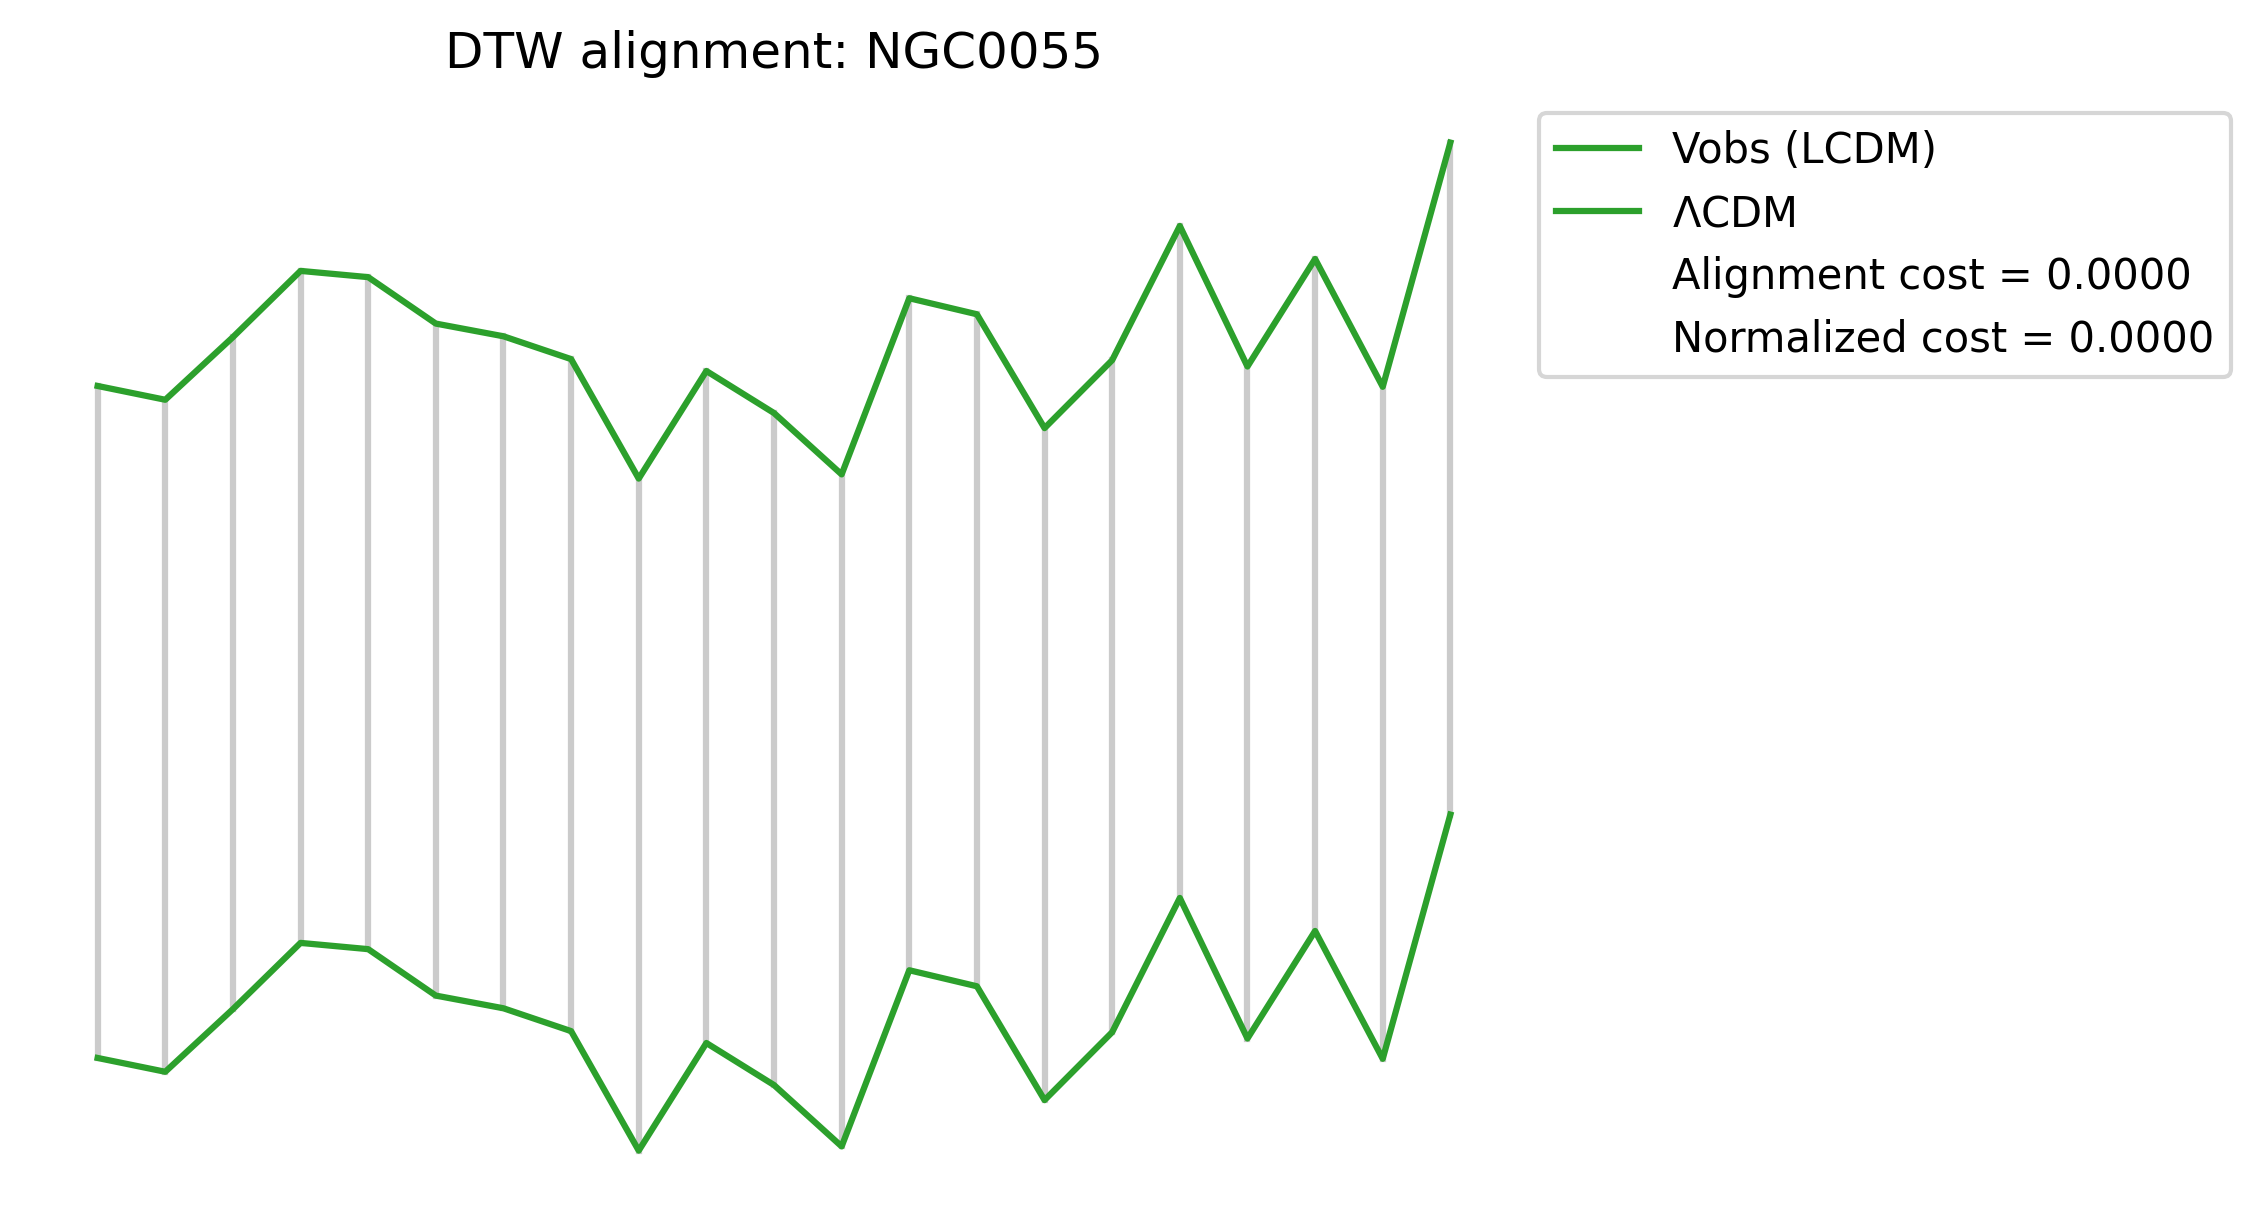 DTW alignment: NGC0055
Vobs (LCDM)
ΛCDM
Alignment cost = 0.0000
Normalized cost = 0.0000